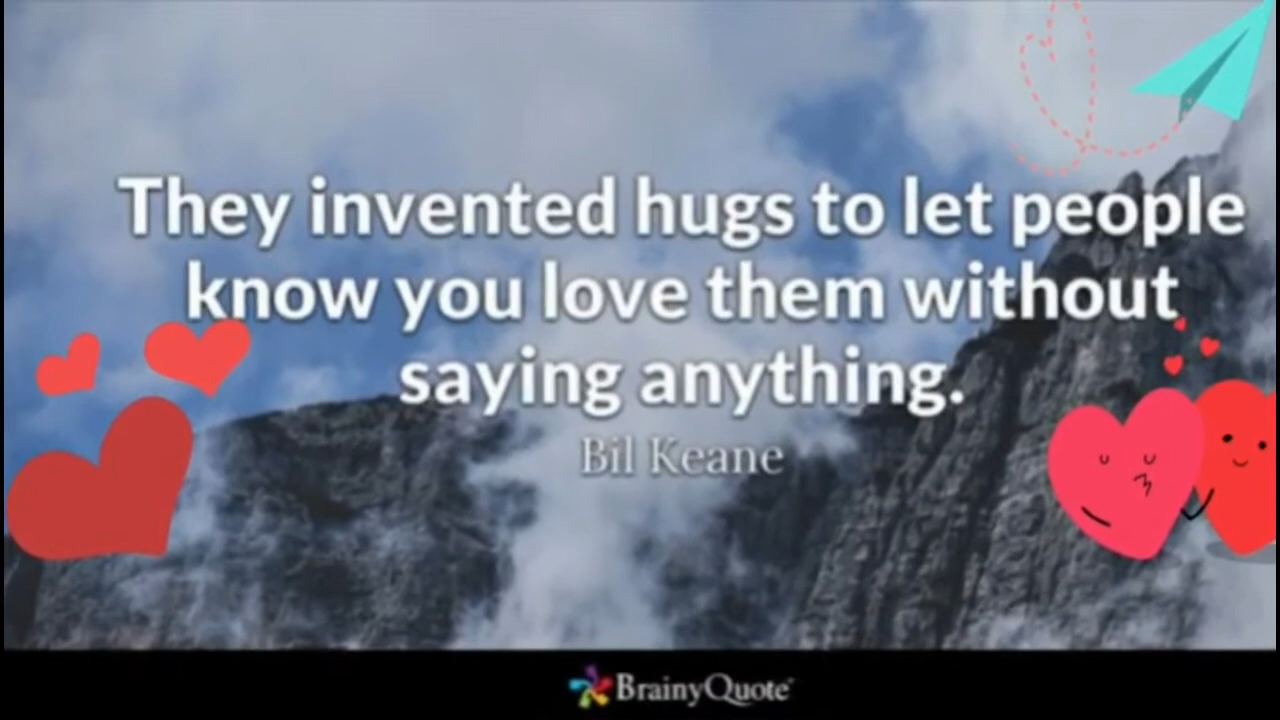 They invented hugs to let people
know you love them without
saying anything.
Bil Keane
BrainyQuote